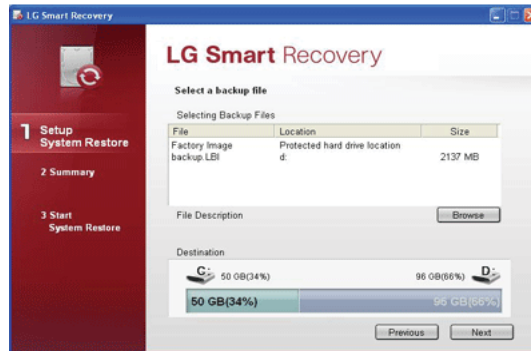 LG Smart Recovery
LG Smart Recovery
Select a backup file
1 Setup
System Restore
2 Summary
3 Start
System Restore
Selecting Backup Files
File Location Size
Factory Image Protected hard drive location
backup.LBI d: 2137 MB
File Description Browse
Destination
C: 50 GB(34%) 96 GB(66%) D:
50 GB(34%) 96 GB(66%)
Previous Next